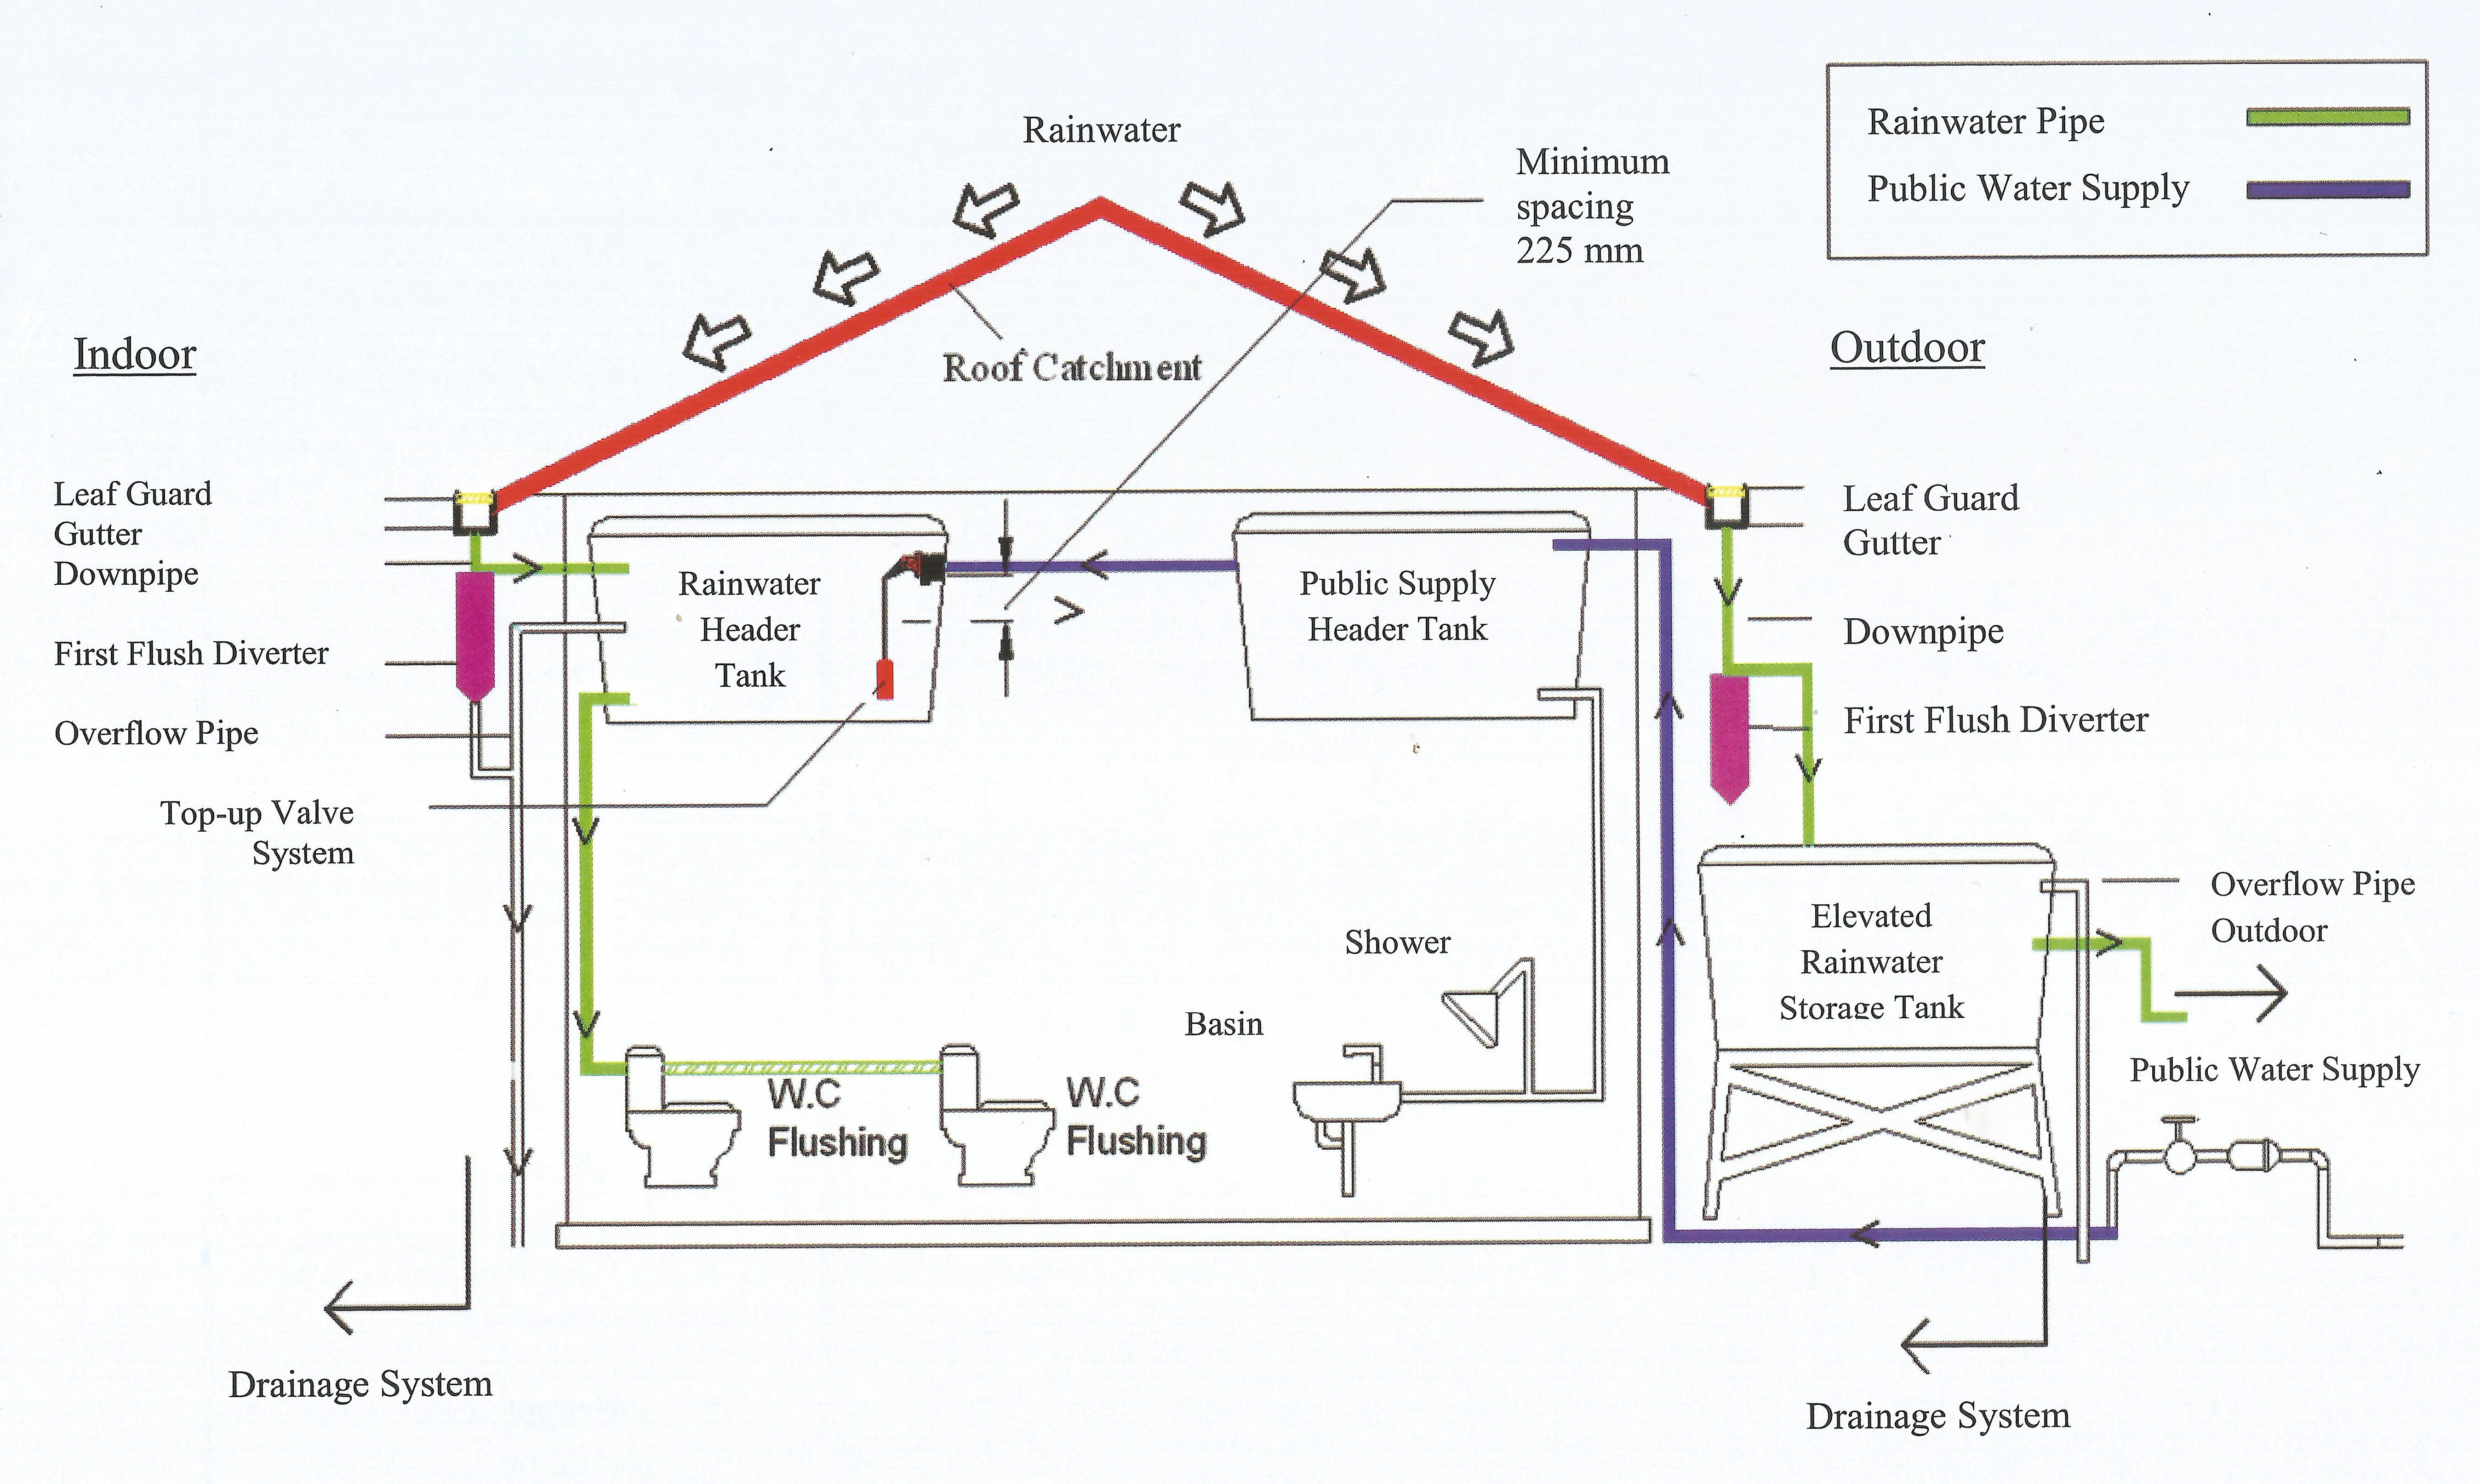 Rainwater
Minimum
spacing
225 mm
Rainwater Pipe
Public Water Supply
Indoor
Outdoor
Roof Catchment
Leaf Guard
Gutter
Downpipe
First Flush Diverter
Overflow Pipe
Top-up Valve
System
Rainwater
Header
Tank
Public Supply
Header Tank
Leaf Guard
Gutter
Downpipe
First Flush Diverter
Overflow Pipe
Outdoor
Elevated
Rainwater
Storage Tank
Public Water Supply
Shower
Basin
W.C
Flushing
W.C
Flushing
Drainage System
Drainage System